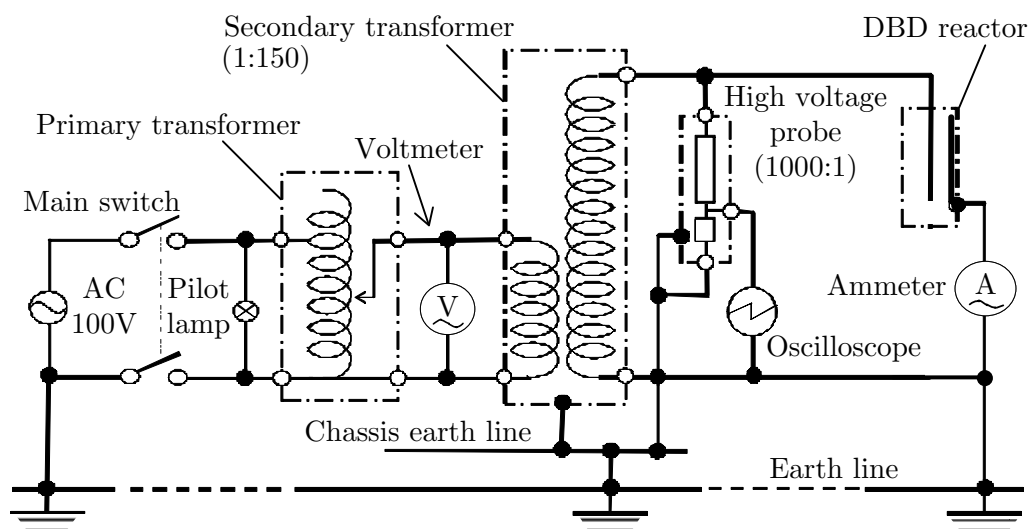 Secondary transformer
(1:150)
DBD reactor
High voltage
probe
(1000:1)
Primary transformer
Voltmeter
Main switch
AC
100V
Pilot
lamp
V
Ammeter
A
Oscilloscope
Chassis earth line
Earth line